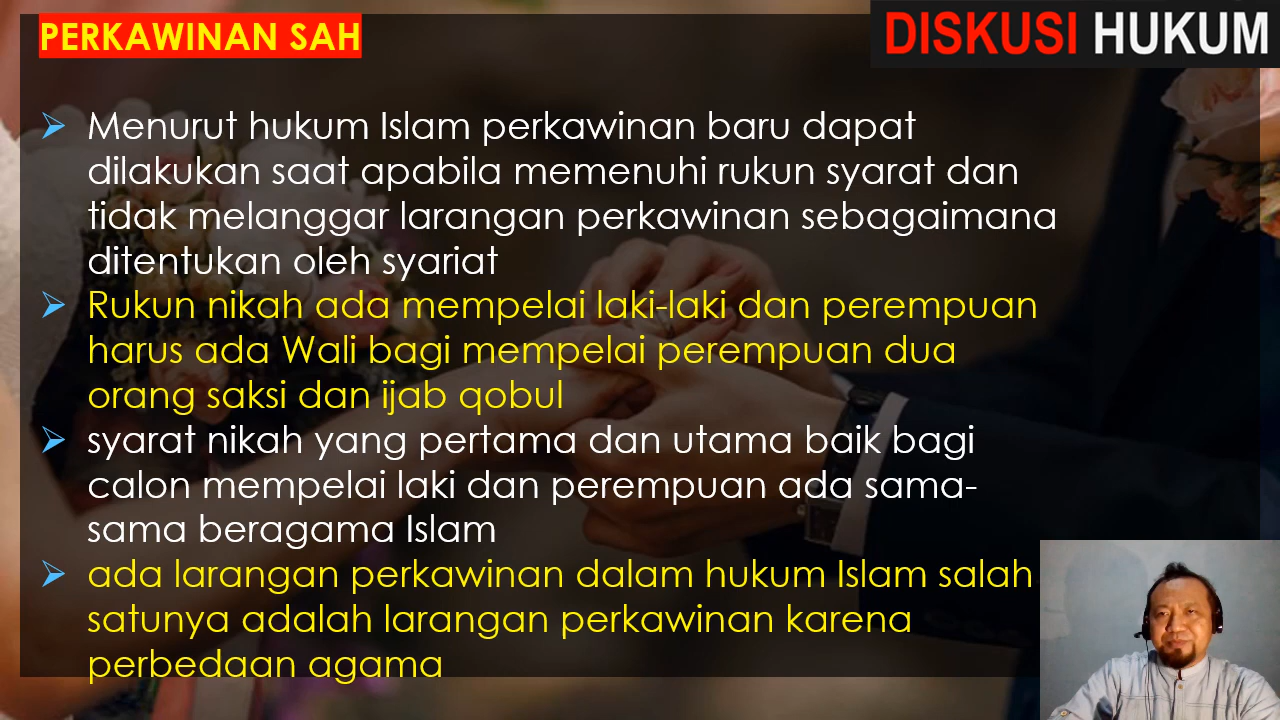 PERKAWINAN SAH
DISKUSI HUKUM
Menurut hukum Islam perkawinan baru dapat
dilakukan saat apabila memenuhi rukun syarat dan
tidak melanggar larangan perkawinan sebagaimana
ditentukan oleh syariat
Rukun nikah ada mempelai laki-laki dan perempuan
harus ada Wali bagi mempelai perempuan dua
orang saksi dan ijab qobul
syarat nikah yang pertama dan utama baik bagi
calon mempelai laki dan perempuan ada sama-
sama beragama Islam
ada larangan perkawinan dalam hukum Islam salah
satunya adalah larangan perkawinan karena
perbedaan agama